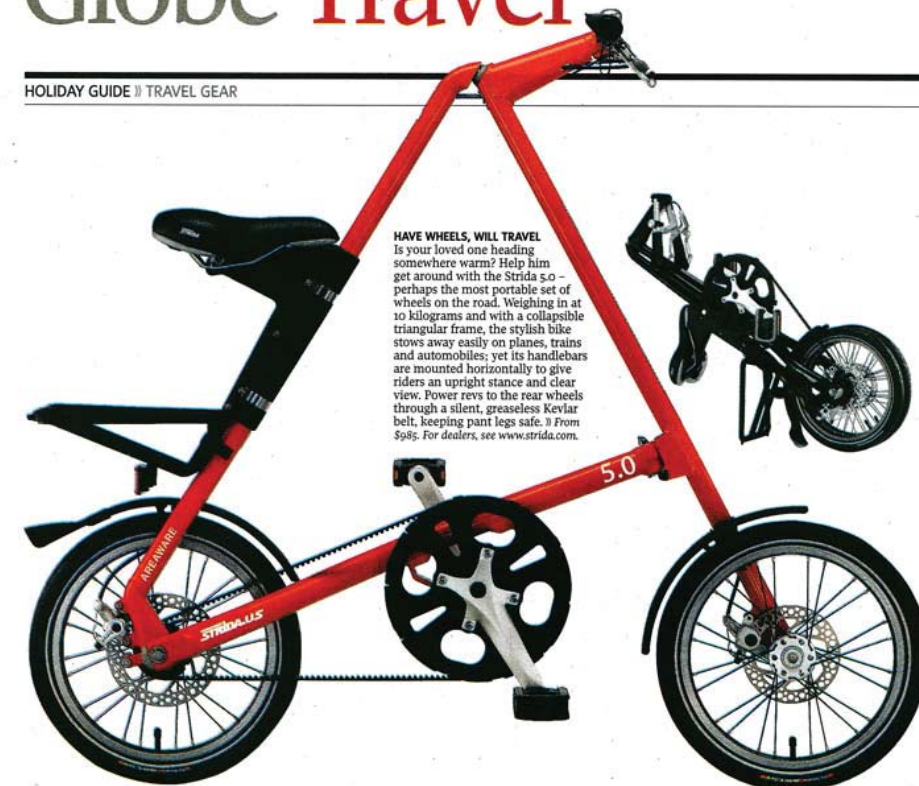 Globe Travel
HOLIDAY GUIDE » TRAVEL GEAR
HAVE WHEELS, WILL TRAVEL
Is your loved one heading
somewhere warm? Help him
get around with the Strida 5.0 –
perhaps the most portable set of
wheels on the road. Weighing in at
10 kilograms and with a collapsible
triangular frame, the stylish bike
stows away easily on planes, trains
and automobiles; yet its handlebars
are mounted horizontally to give
riders an upright stance and clear
view. Power revs to the rear wheels
through a silent, greaseless Kevlar
belt, keeping pant legs safe. » From
$985. For dealers, see www.strida.com.
5.0
AREAWARE
STRIDA.US